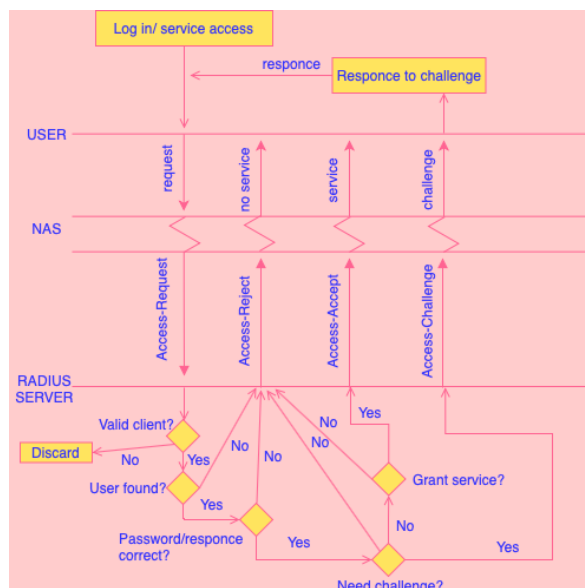 Log in/ service access
responce
Responce to challenge
USER
request
no service
service
challenge
NAS
Access-Request
Access-Reject
Access-Accept
Access-Challenge
RADIUS
SERVER
Valid client?
No
Yes
Discard
No
No
No
Yes
User found?
Yes
No
Grant service?
Password/responce
correct?
Yes
No
Yes
Need challenge?